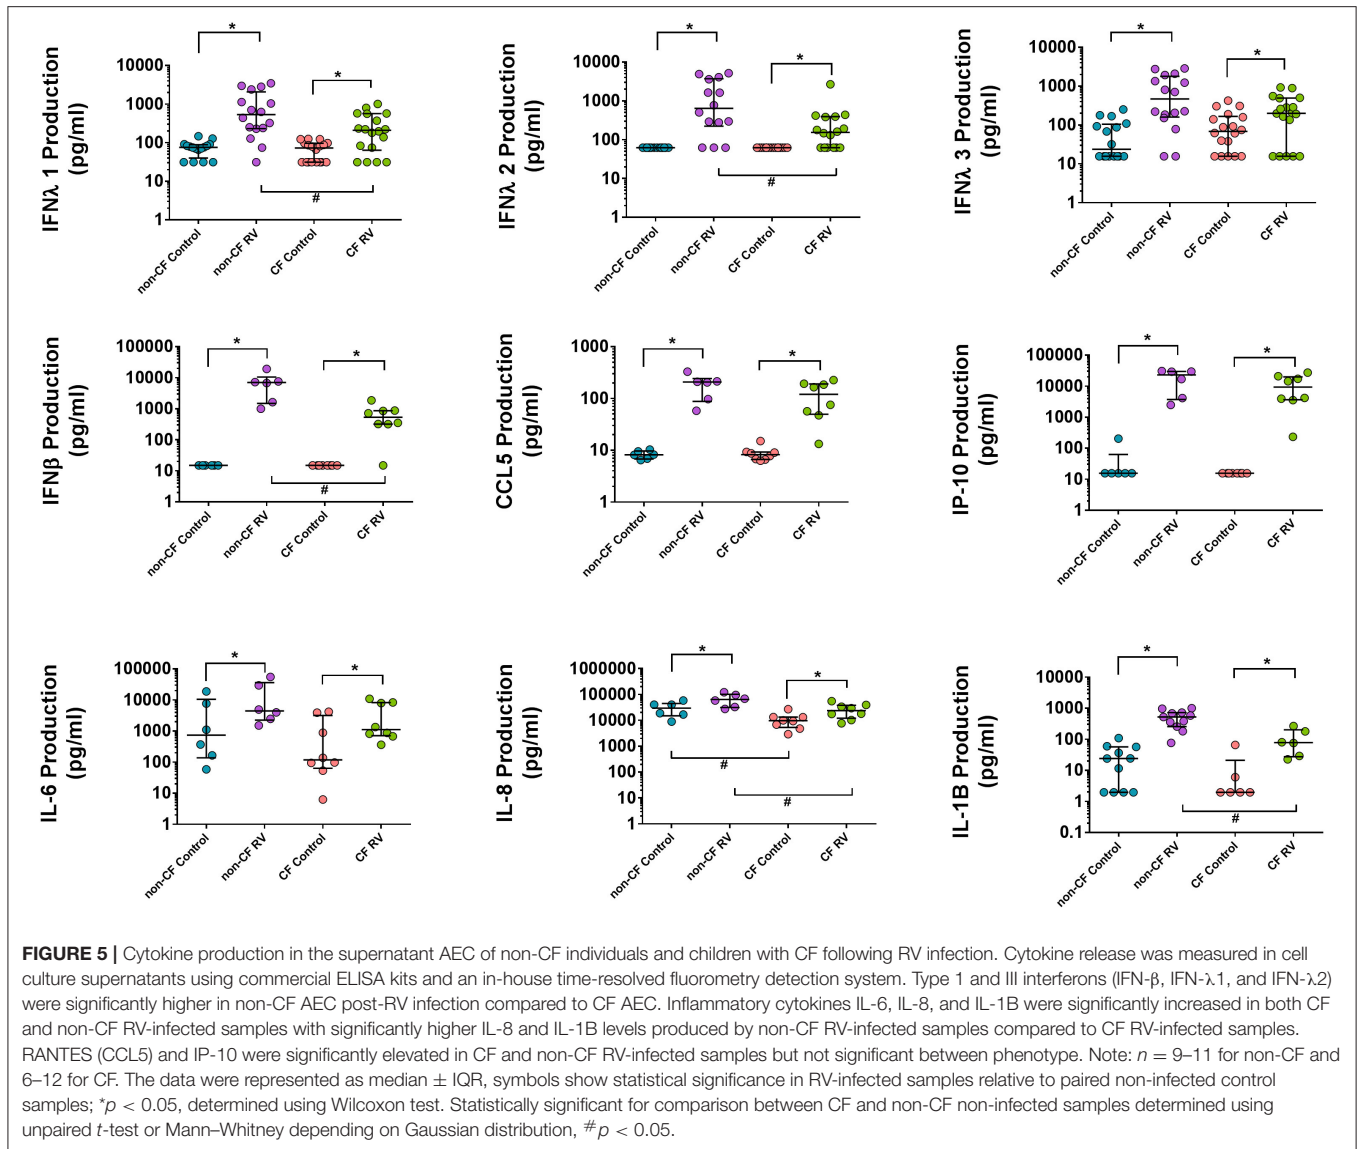 IFNλ 1 Production
(pg/ml)
10000
1000
100
10
1
*
*
#
non-CF Control
non-CF RV
CF Control
CF RV
IFNλ 2 Production
(pg/ml)
10000
1000
100
10
1
*
*
#
non-CF Control
non-CF RV
CF Control
CF RV
IFNλ 3 Production
(pg/ml)
10000
1000
100
10
1
*
*
non-CF Control
non-CF RV
CF Control
CF RV
IFNβ Production
(pg/ml)
100000
10000
1000
100
10
1
*
*
#
non-CF Control
non-CF RV
CF Control
CF RV
CCL5 Production
(pg/ml)
1000
100
10
1
*
*
non-CF Control
non-CF RV
CF Control
CF RV
IP-10 Production
(pg/ml)
100000
10000
1000
100
10
1
*
*
non-CF Control
non-CF RV
CF Control
CF RV
IL-6 Production
(pg/ml)
100000
10000
1000
100
10
1
*
*
non-CF Control
non-CF RV
CF Control
CF RV
IL-8 Production
(pg/ml)
1000000
100000
10000
1000
100
10
1
*
*
#
#
non-CF Control
non-CF RV
CF Control
CF RV
IL-1B Production
(pg/ml)
10000
1000
100
10
1
0.1
*
*
#
non-CF Control
non-CF RV
CF Control
CF RV
FIGURE 5 | Cytokine production in the supernatant AEC of non-CF individuals and children with CF following RV infection. Cytokine release was measured in cell
culture supernatants using commercial ELISA kits and an in-house time-resolved fluorometry detection system. Type 1 and III interferons (IFN-β, IFN-λ1, and IFN-λ2)
were significantly higher in non-CF AEC post-RV infection compared to CF AEC. Inflammatory cytokines IL-6, IL-8, and IL-1B were significantly increased in both CF
and non-CF RV-infected samples with significantly higher IL-8 and IL-1B levels produced by non-CF RV-infected samples compared to CF RV-infected samples.
RANTES (CCL5) and IP-10 were significantly elevated in CF and non-CF RV-infected samples but not significant between phenotype. Note: n = 9–11 for non-CF and
6–12 for CF. The data were represented as median ± IQR, symbols show statistical significance in RV-infected samples relative to paired non-infected control
samples; *p < 0.05, determined using Wilcoxon test. Statistically significant for comparison between CF and non-CF non-infected samples determined using
unpaired t-test or Mann–Whitney depending on Gaussian distribution, #p < 0.05.